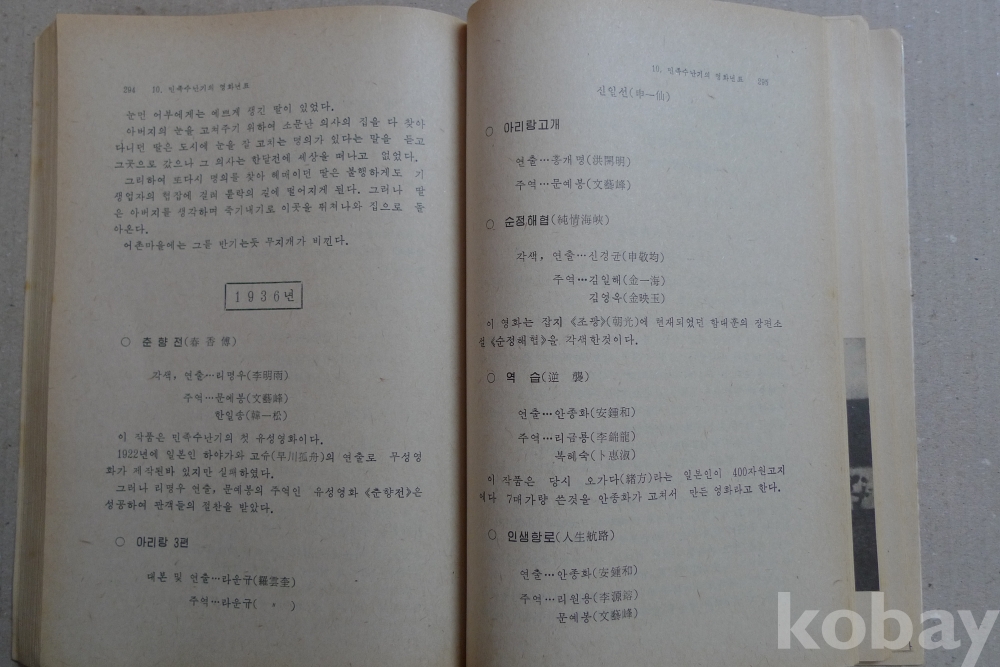 294 10. 민족수난기의 영화년표
눈먼 어부에게는 예쁘게 생긴 딸이 있었다.
아버지의 눈을 고쳐주기 위하여 소문난 의사의 집을 다 찾아
다니던 딸은 도시에 눈을 잘 고치는 명의가 있다는 말을 듣고
그곳으로 갔으나 그 의사는 한달전에 세상을 떠나고 없었다.
그리하여 또다시 명의를 찾아 헤매이던 딸은 불행하게도 기
생업자의 함정에 걸려 몰락의 길에 떨어지게 된다. 그러나 딸
은 아버지를 생각하며 죽기내기로 이곳을 뛰쳐나와 집으로 돌
아온다.
어촌마을에는 그를 반기는듯 무지개가 비낀다.
1936년
○ 춘향전(春香傳)
각색, 연출…리명우(李明雨)
주역…문예봉(文藝峰)
한일송(韓一松)
이 작품은 민족수난기의 첫 유성영화이다.
1922년에 일본인 하야가와 고슈(早川孤舟)의 연출로 무성영
화가 제작된바 있지만 실패하였다.
그러나 리명우 연출, 문예봉의 주역인 유성영화 《춘향전》은
성공하여 관객들의 절찬을 받았다.
○ 아리랑 3편
대본 및 연출…라운규(羅雲奎)
주역…라운규( 〃 )
10. 민족수난기의 영화년표 295
신일선(申一仙)
○ 아리랑고개
연출…홍개명(洪開明)
주역…문예봉(文藝峰)
○ 순정해협(純情海峽)
각색, 연출…신경균(申敬均)
주역…김일해(金一海)
김영옥(金映玉)
이 영화는 잡지 《조광》(朝光)에 련재되였던 함대훈의 장편소
설 《순정해협》을 각색한것이다.
○ 역 습(逆 襲)
연출…안종화(安鍾和)
주역…리금룡(李錦龍)
복혜숙(卜惠淑)
이 작품은 당시 오가다(緖方)라는 일본인이 400자원고지
에다 7매가량 쓴것을 안종화가 고쳐서 만든 영화라고 한다.
○ 인생항로(人生航路)
연출…안종화(安鍾和)
주역…리원용(李源鎔)
문예봉(文藝峰)
kobay